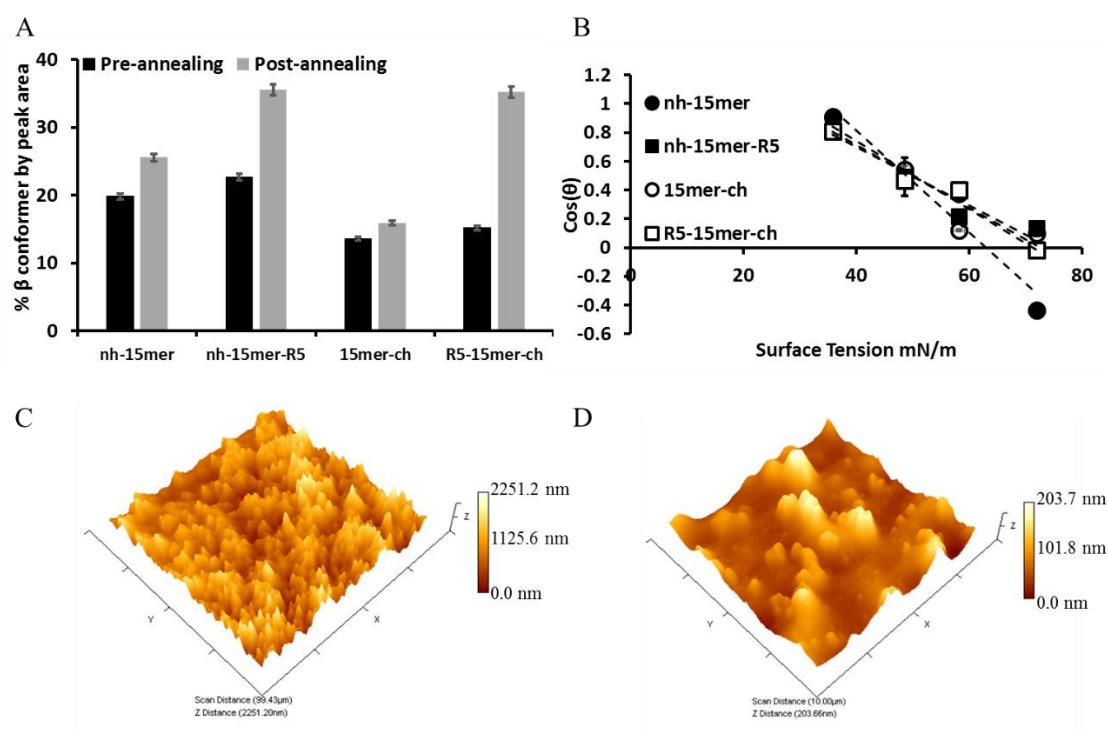 A
40
30
20
10
0
% β conformer by peak area
Pre-annealing
Post-annealing
nh-15mer
nh-15mer-R5
15mer-ch
R5-15mer-ch
B
1.2
1
0.8
0.6
0.4
0.2
0
-0.2
-0.4
-0.6
Cos(θ)
nh-15mer
nh-15mer-R5
15mer-ch
R5-15mer-ch
0
20
40
60
80
Surface Tension mN/m
C
2251.2 nm
1125.6 nm
0.0 nm
Z
Y
X
Scan Distance (99.43μm)
Z Distance (2251.20nm)
D
203.7 nm
101.8 nm
0.0 nm
Z
Y
X
Scan Distance (10.00μm)
Z Distance (203.66nm)